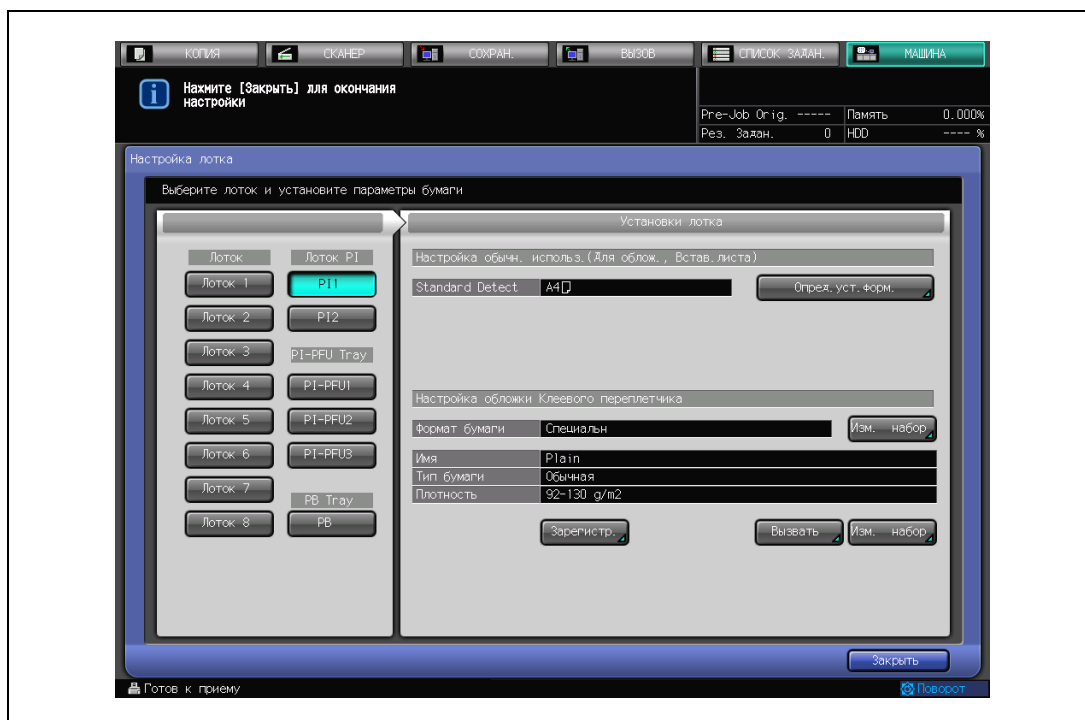 КОПИЯ СКАНЕР СОХРАН. ВЫЗОВ СПИСОК ЗАДАН. МАШИНА
Нажмите [Закрыть] для окончания
настройки
Pre-Job Orig. ----- Память 0.000%
Рез. Задан. 0 HDD ---- %
Настройка лотка
Выберите лоток и установите параметры бумаги
Установки лотка
Лоток Лоток PI
Лоток 1 PI1
Лоток 2 PI2
Лоток 3 PI-PFU Tray
Лоток 4 PI-PFU1
Лоток 5 PI-PFU2
Лоток 6 PI-PFU3
Лоток 7 PB Tray
Лоток 8 PB
Настройка обычн. использ.(Для облож., Встав.листа)
Standard Detect A4 Опред.уст.форм.
Настройка обложки Клеевого переплетчика
Формат бумаги Специальн Изм. набор
Имя Plain
Тип бумаги Обычная
Плотность 92-130 g/m2
Зарегистр. Вызвать Изм. набор
Закрыть
Готов к приему Поворот